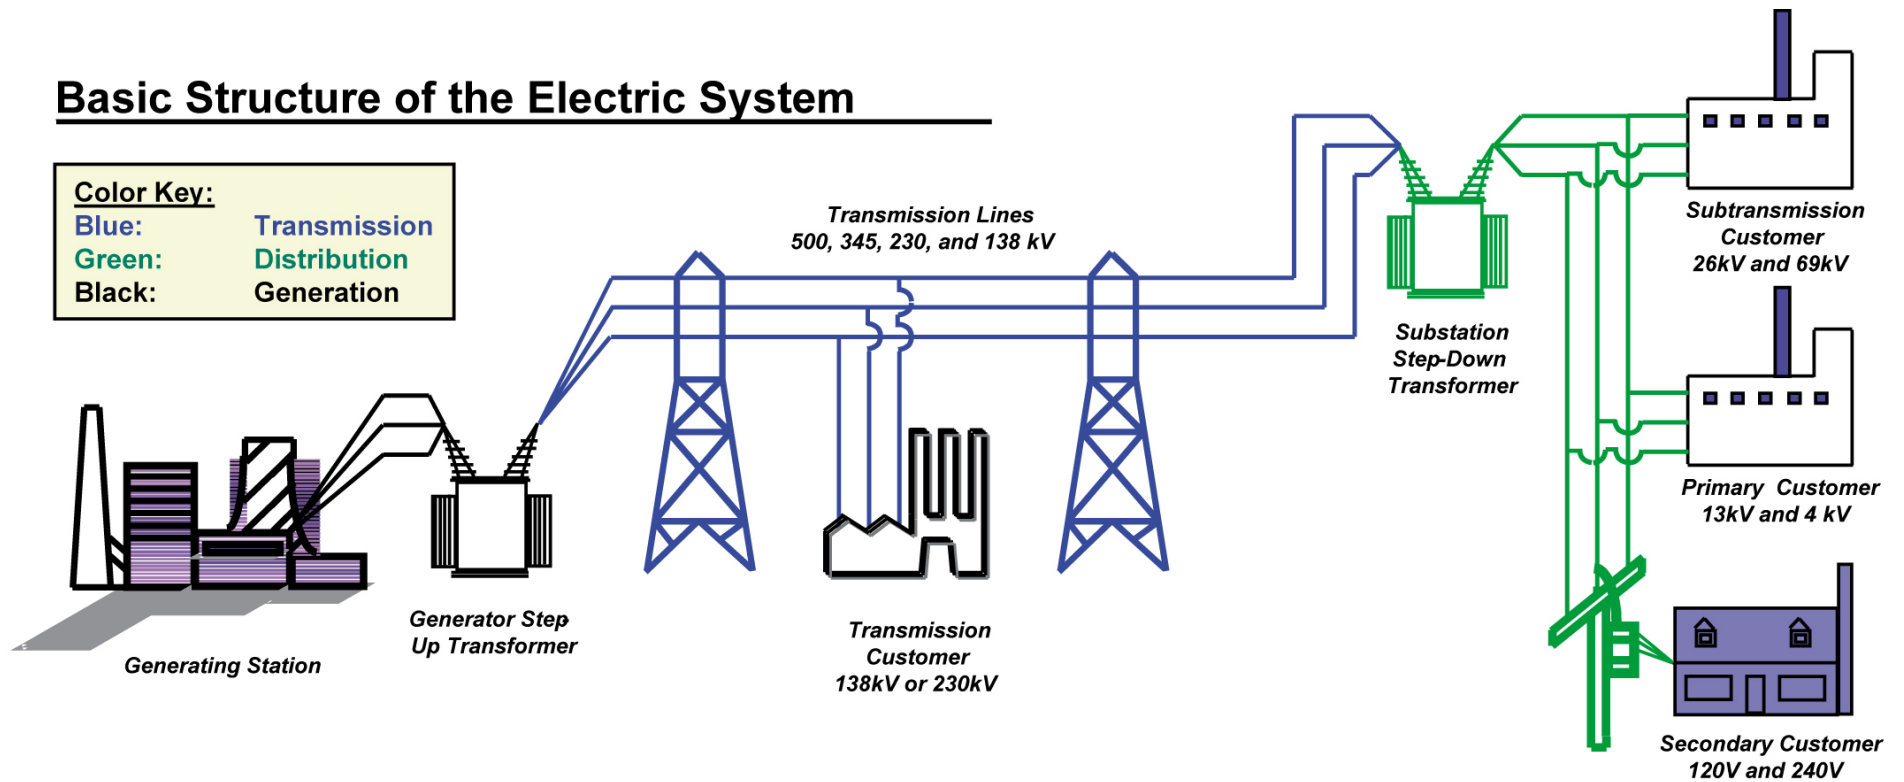 Basic Structure of the Electric System
Color Key:
Blue: Transmission
Green: Distribution
Black: Generation
Transmission Lines
500, 345, 230, and 138 kV
Generating Station
Generator Step-
Up Transformer
Transmission
Customer
138kV or 230kV
Substation
Step-Down
Transformer
Subtransmission
Customer
26kV and 69kV
Primary Customer
13kV and 4 kV
Secondary Customer
120V and 240V